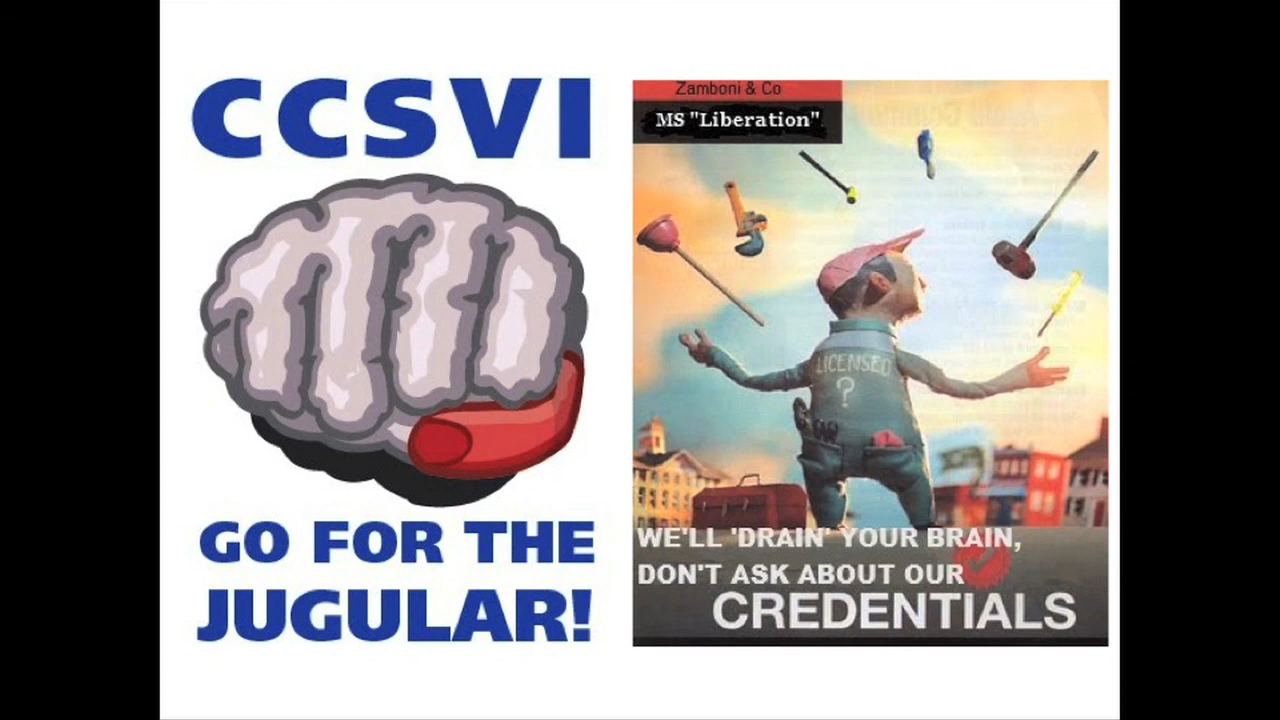 CCSVI
GO FOR THE
JUGULAR!
Zamboni & Co
MS "Liberation"
LICENSED
?
WE'LL 'DRAIN' YOUR BRAIN,
DON'T ASK ABOUT OUR
CREDENTIALS